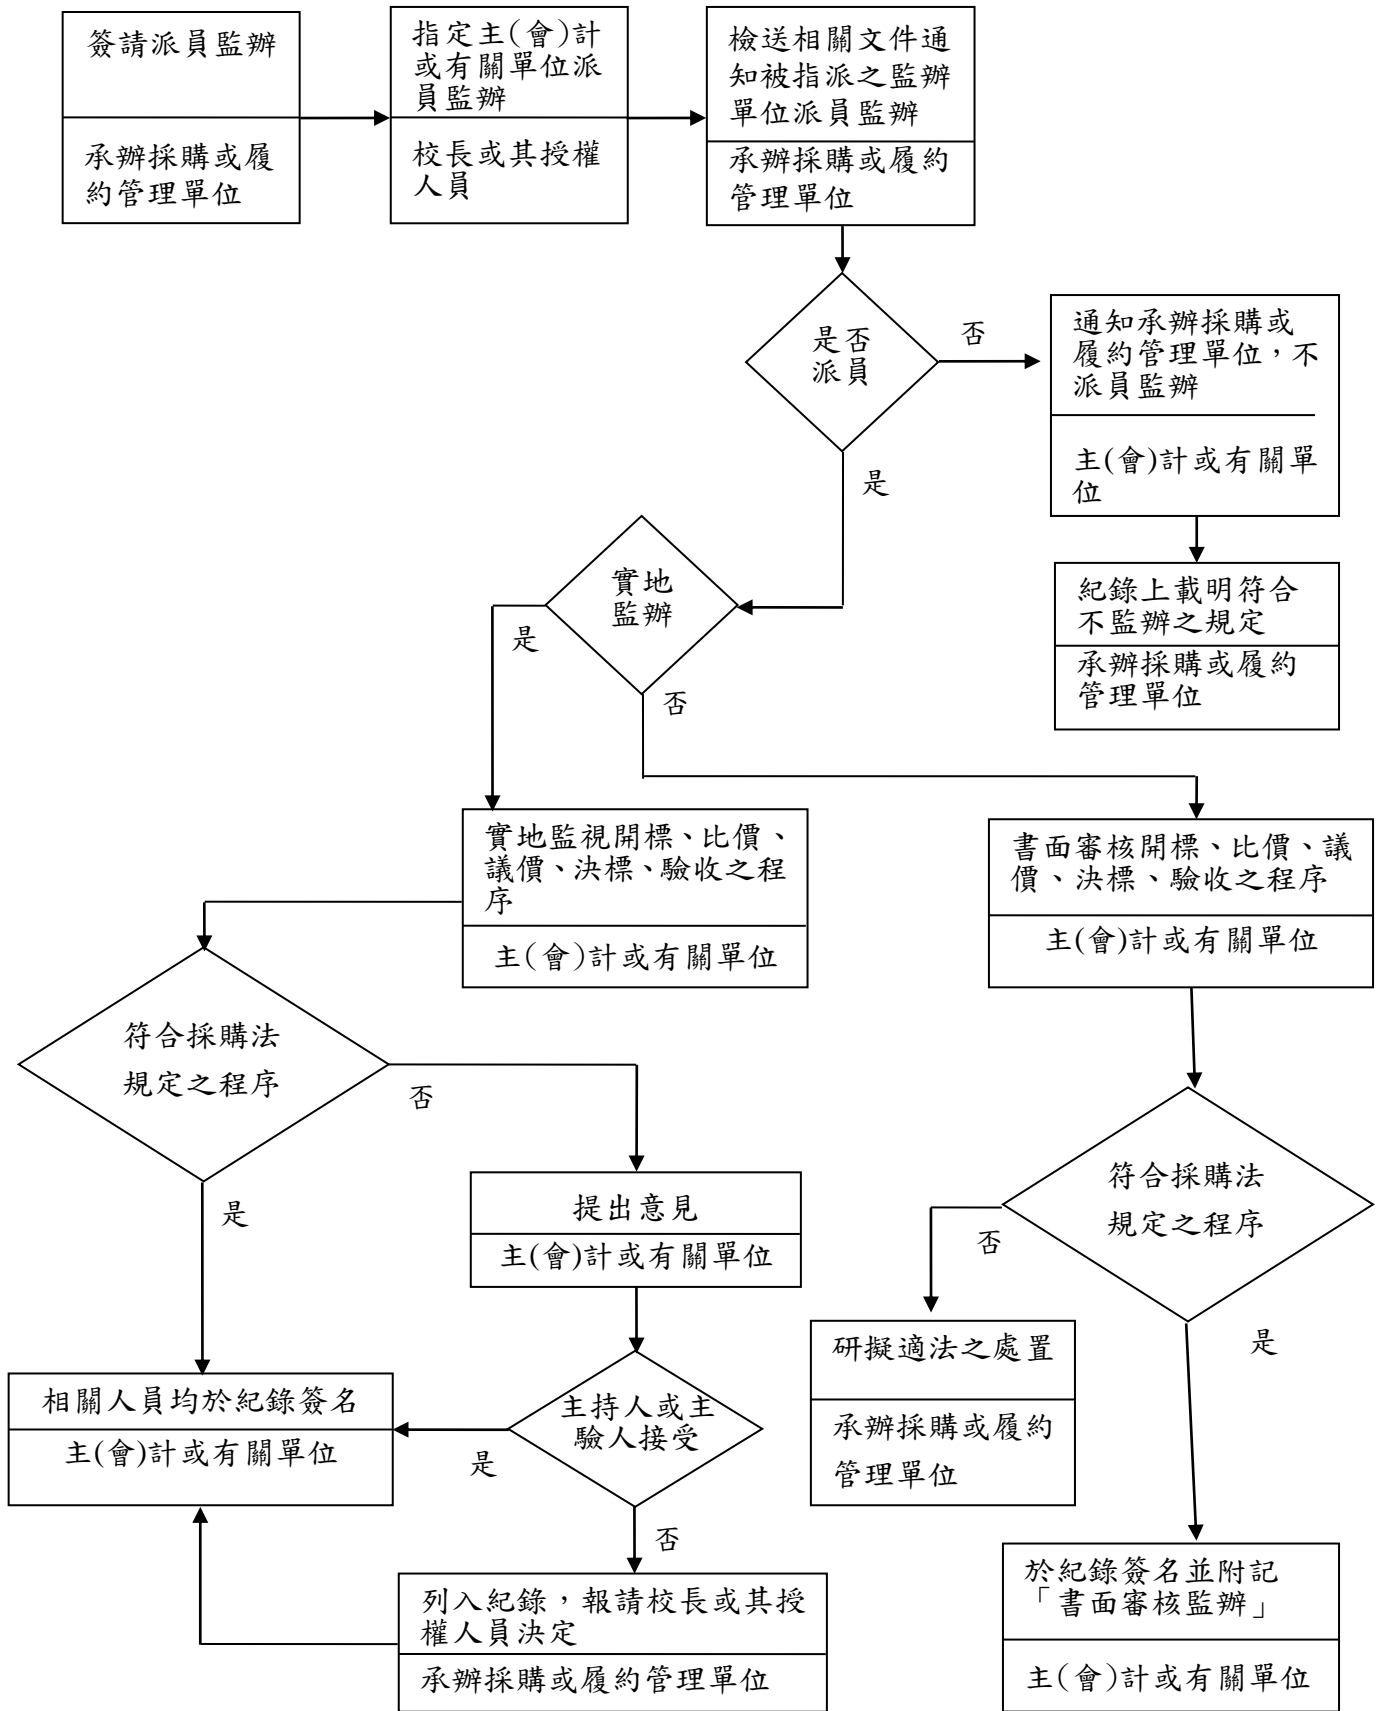 簽請派員監辦
承辦採購或履
約管理單位
指定主(會)計
或有關單位派
員監辦
校長或其授權
人員
檢送相關文件通
知被指派之監辦
單位派員監辦
承辦採購或履約
管理單位
是否
派員
否
通知承辦採購或
履約管理單位，不
派員監辦
主(會)計或有關單
位
是
紀錄上載明符合
不監辦之規定
承辦採購或履約
管理單位
實地
監辦
是
否
實地監視開標、比價、
議價、決標、驗收之程
序
主(會)計或有關單位
書面審核開標、比價、議
價、決標、驗收之程序
主(會)計或有關單位
符合採購法
規定之程序
否
是
提出意見
主(會)計或有關單位
符合採購法
規定之程序
否
是
研擬適法之處置
承辦採購或履約
管理單位
相關人員均於紀錄簽名
主(會)計或有關單位
主持人或主
驗人接受
是
否
列入紀錄，報請校長或其授
權人員決定
承辦採購或履約管理單位
於紀錄簽名並附記
「書面審核監辦」
主(會)計或有關單位